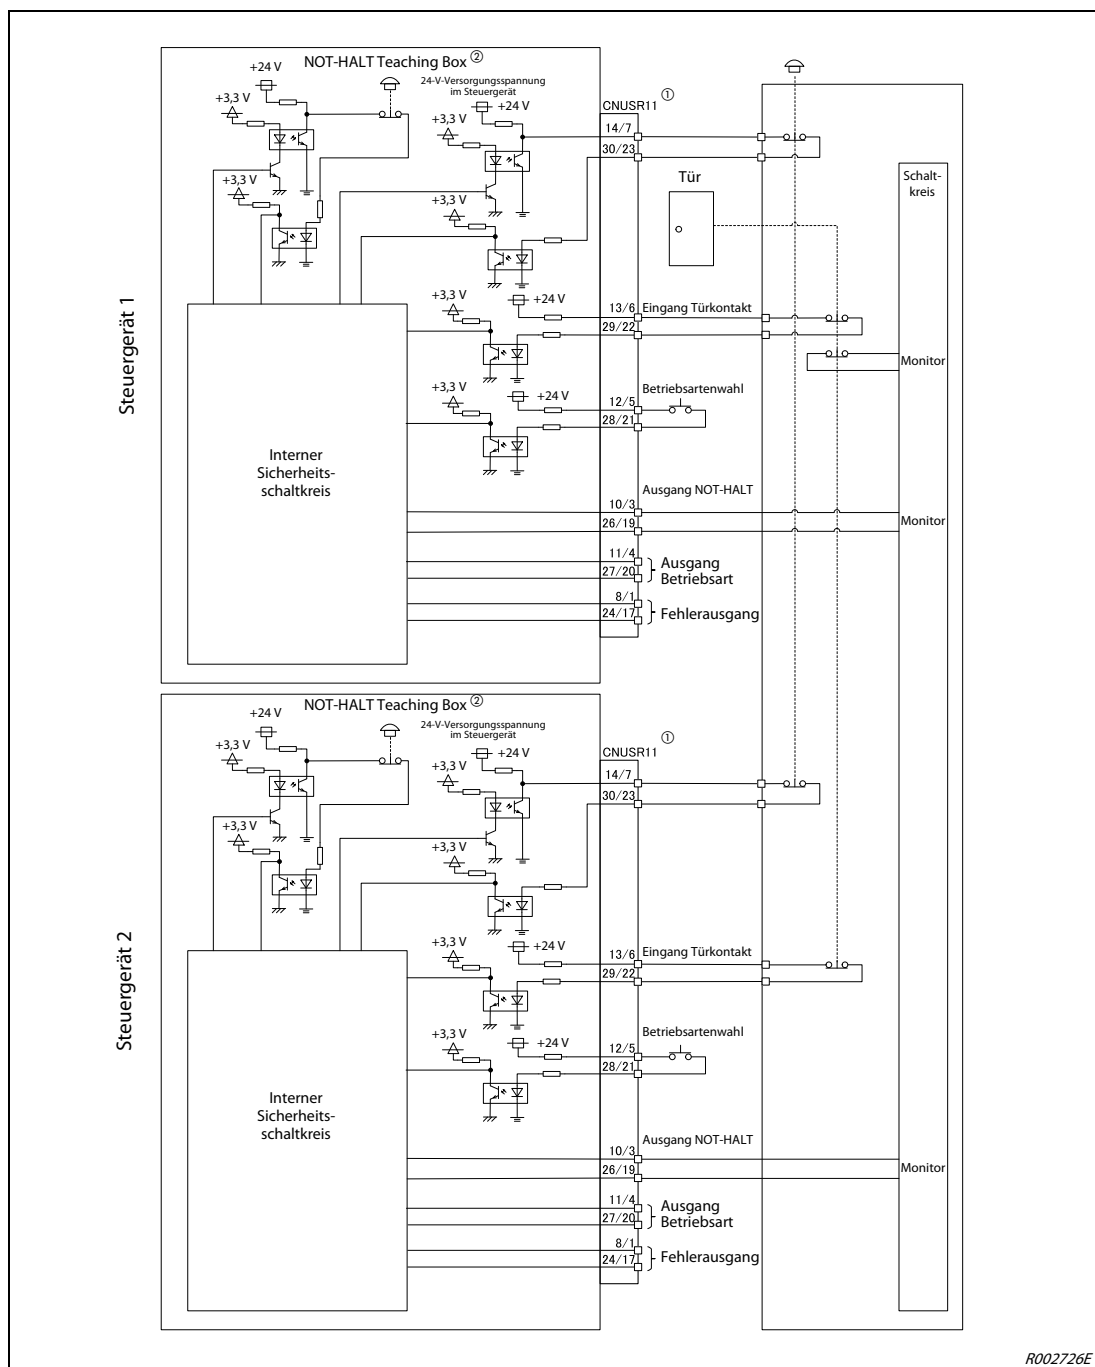 NOT-HALT Teaching Box ②
+24 V
24-V-Versorgungsspannung
im Steuergerät
+24 V
+3,3 V
+3,3 V
CNUSR11
①
14/7
30/23
+3,3 V
+3,3 V
Tür
Schalt-
kreis
Steuergerät 1
+3,3 V
+24 V
13/6
Eingang Türkontakt
29/22
Monitor
+3,3 V
+24 V
Betriebsartenwahl
12/5
28/21
Interner
Sicherheits-
schaltkreis
Ausgang NOT-HALT
10/3
26/19
Monitor
11/4
27/20
Ausgang
Betriebsart
8/1
24/17
Fehlerausgang
NOT-HALT Teaching Box ②
+24 V
24-V-Versorgungsspannung
im Steuergerät
+24 V
+3,3 V
+3,3 V
CNUSR11
①
14/7
30/23
+3,3 V
+3,3 V
Steuergerät 2
+3,3 V
+24 V
13/6
Eingang Türkontakt
29/22
+3,3 V
+24 V
Betriebsartenwahl
12/5
28/21
Interner
Sicherheits-
schaltkreis
Ausgang NOT-HALT
10/3
26/19
Monitor
11/4
27/20
Ausgang
Betriebsart
8/1
24/17
Fehlerausgang
R002726E